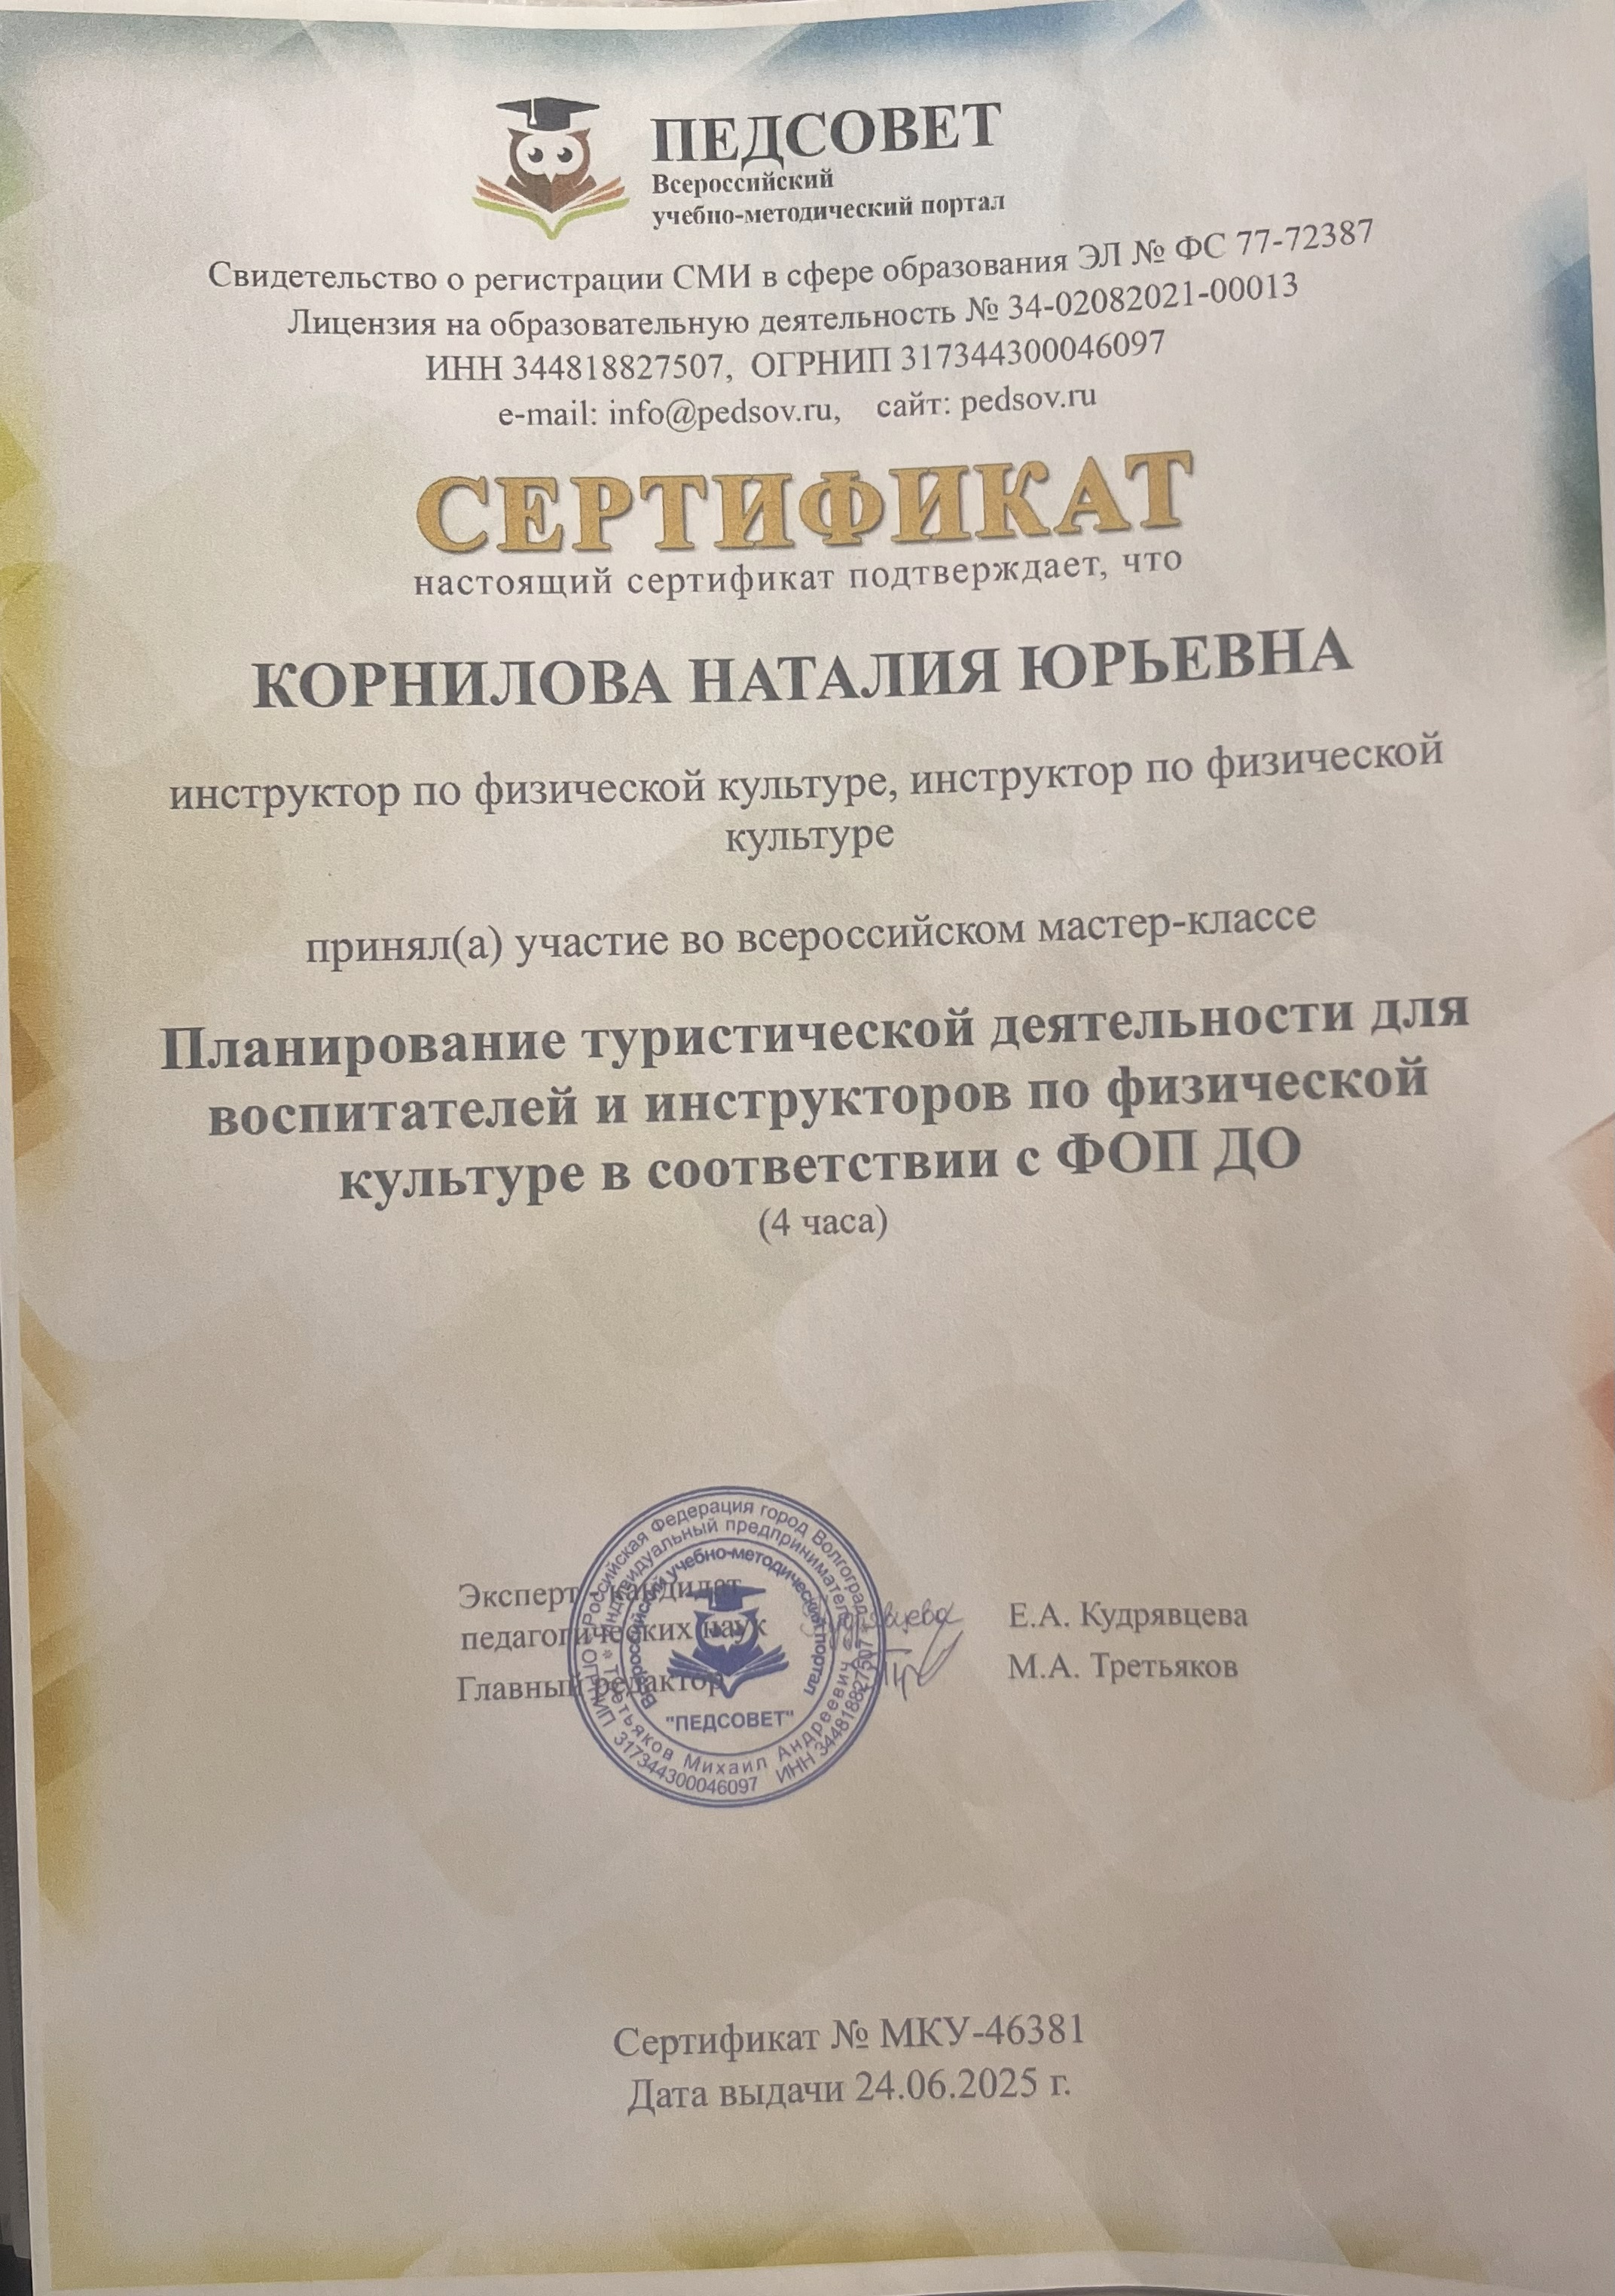 ПЕДСОВЕТ
Всероссийский
учебно-методический портал
Свидетельство о регистрации СМИ в сфере образования ЭЛ № ФС 77-72387
Лицензия на образовательную деятельность № 34-02082021-00013
ИНН 344818827507, ОГРНИП 317344300046097
e-mail: info@pedsov.ru, сайт: pedsov.ru
СЕРТИФИКАТ
настоящий сертификат подтверждает, что
КОРНИЛОВА НАТАЛИЯ ЮРЬЕВНА
инструктор по физической культуре, инструктор по физической
культуре
принял(а) участие во всероссийском мастер-классе
Планирование туристической деятельности для
воспитателей и инструкторов по физической
культуре в соответствии с ФОП ДО
(4 часа)
Эксперт - кандидат
педагогических наук
Е.А. Кудрявцева
Главный редактор
М.А. Третьяков
Российская Федерация город Волгоград
Индивидуальный предприниматель
Всероссийский учебно-методический портал
"ПЕДСОВЕТ"
* Третьяков Михаил Андреевич *
ОГРНИП 317344300046097 ИНН 344818827507
Сертификат № МКУ-46381
Дата выдачи 24.06.2025 г.